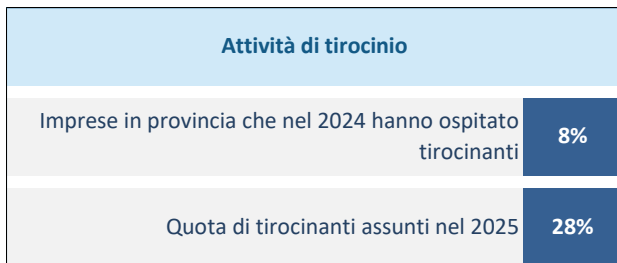 Attività di tirocinio
Imprese in provincia che nel 2024 hanno ospitato
tirocinanti
8%
Quota di tirocinanti assunti nel 2025
28%